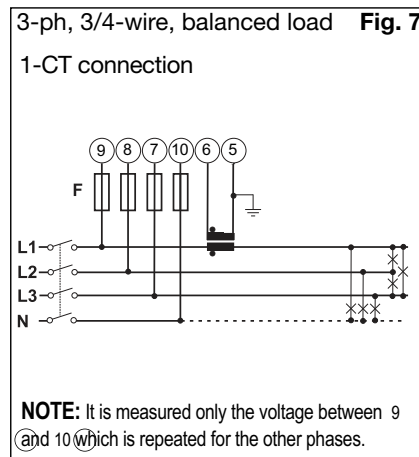 3-ph, 3/4-wire, balanced load Fig. 7
1-CT connection
9 8 7 10 6 5
F
L1
L2
L3
N
NOTE: It is measured only the voltage between 9
and 10 which is repeated for the other phases.